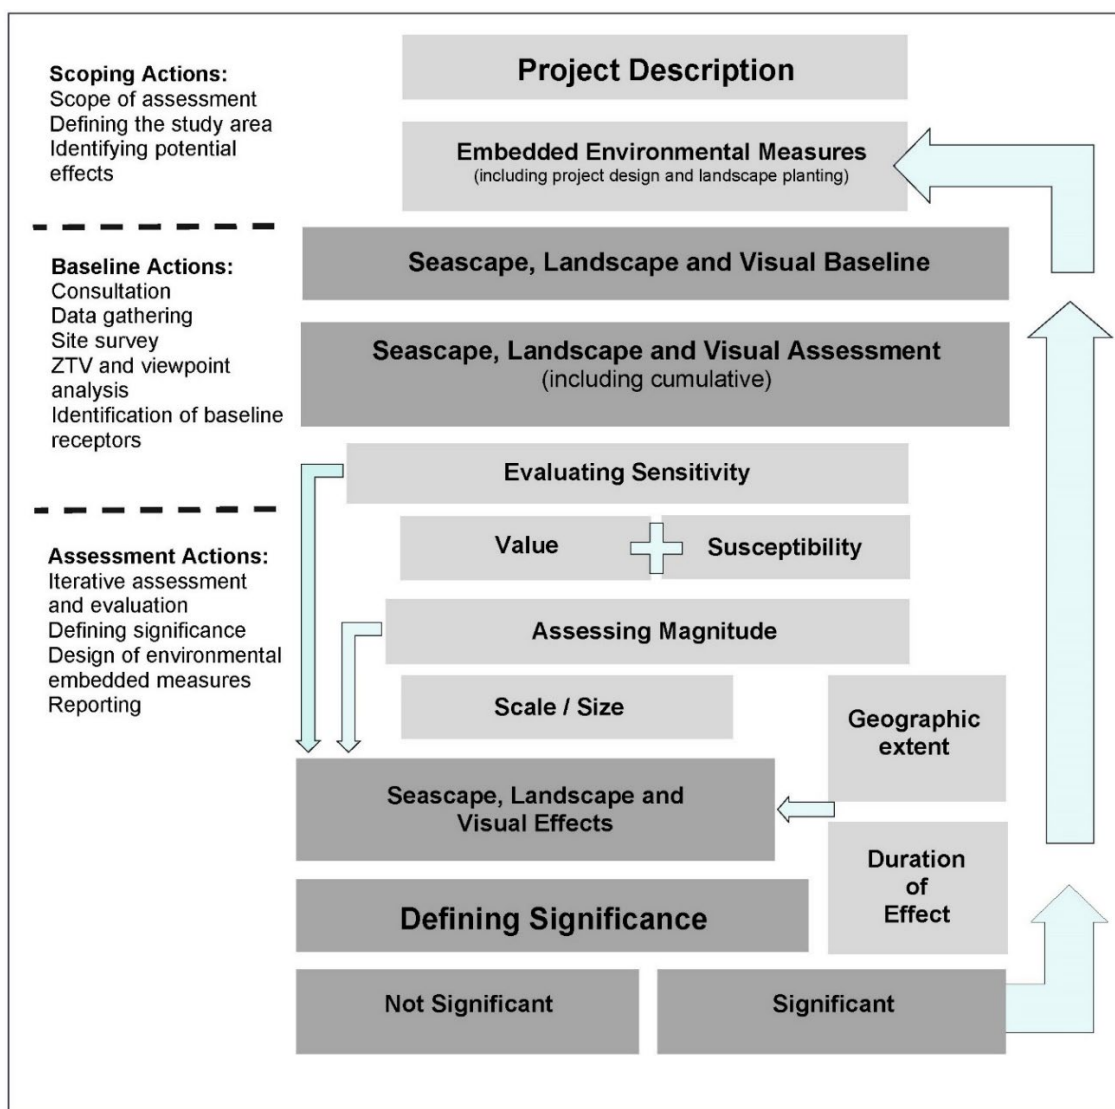 Scoping Actions:
Scope of assessment
Defining the study area
Identifying potential
effects
Project Description
Embedded Environmental Measures
(including project design and landscape planting)
Baseline Actions:
Consultation
Data gathering
Site survey
ZTV and viewpoint
analysis
Identification of baseline
receptors
Seascape, Landscape and Visual Baseline
Seascape, Landscape and Visual Assessment
(including cumulative)
Evaluating Sensitivity
Value
Susceptibility
Assessment Actions:
Iterative assessment
and evaluation
Defining significance
Design of environmental
embedded measures
Reporting
Assessing Magnitude
Scale / Size
Geographic
extent
Seascape, Landscape and
Visual Effects
Duration
of
Effect
Defining Significance
Not Significant
Significant